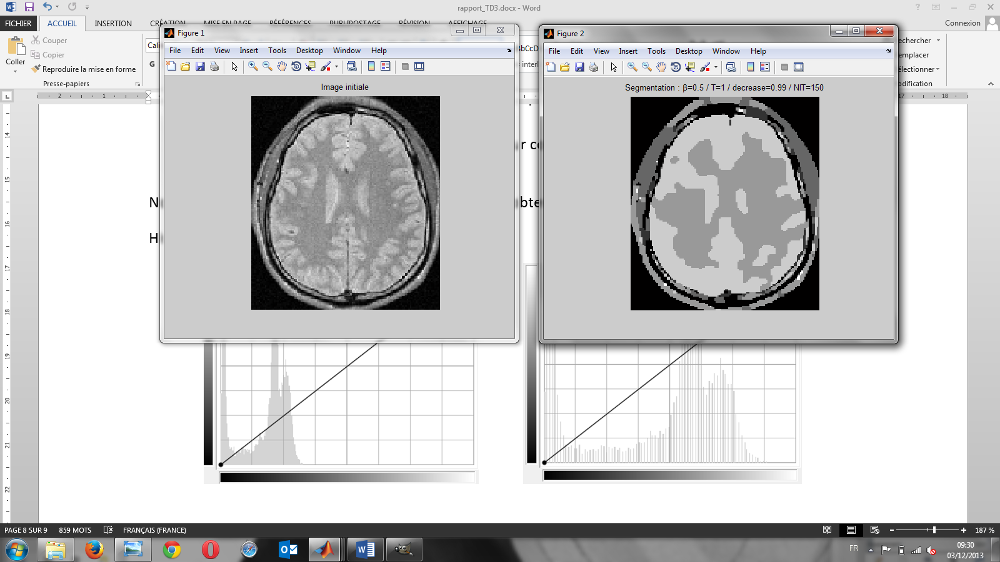 rapport_TD3.docx - Word
FICHIER ACCUEIL INSERTION CRÉATION MISE EN PAGE RÉFÉRENCES PUBLIPOSTAGE RÉVISION AFFICHAGE Connexion
Coller
Couper
Copier
Reproduire la mise en forme
Presse-papiers
Cali
G
Figure 1
File Edit View Insert Tools Desktop Window Help
Image initiale
Figure 2
File Edit View Insert Tools Desktop Window Help
Segmentation : β=0.5 / T=1 / decrease=0.99 / NIT=150
echercher
emplacer
électionner
odification
2 1 1 17 18
14
15
16
17
18
19
20
21
22
N
H
PAGE 8 SUR 9 859 MOTS FRANÇAIS (FRANCE) 187 %
FR 09:30
03/12/2013